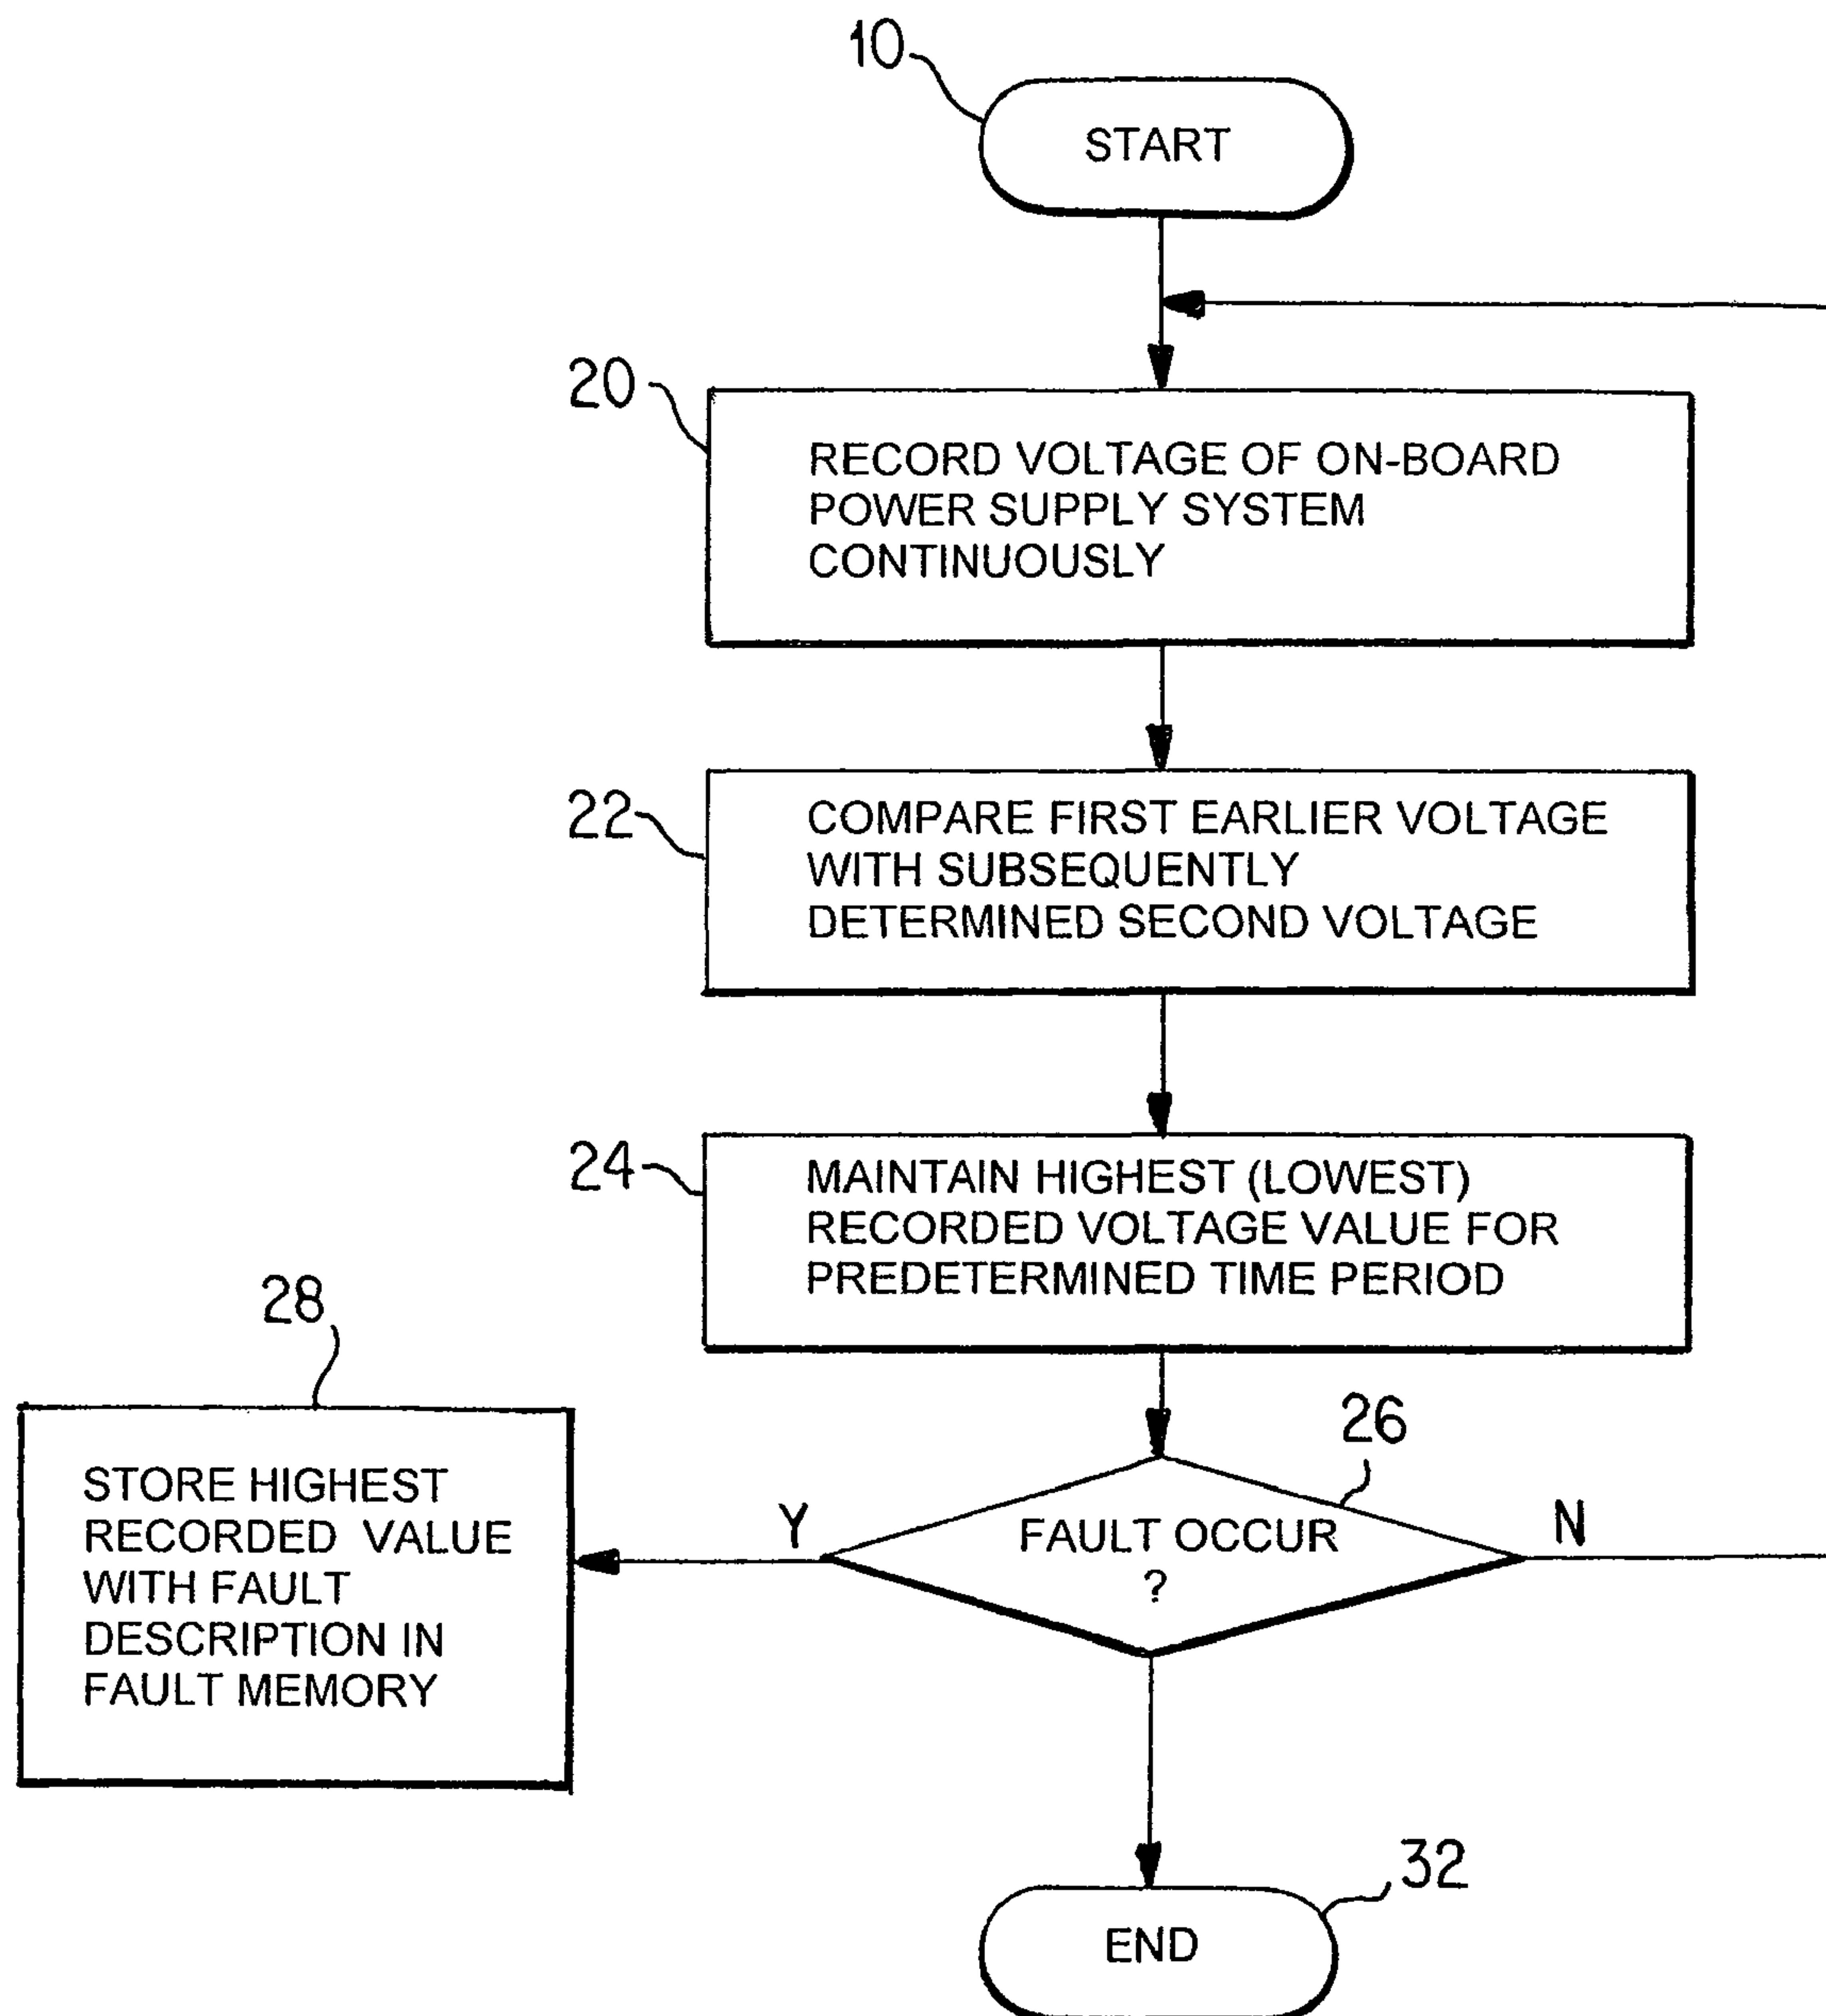 10
START
20
RECORD VOLTAGE OF ON-BOARD
POWER SUPPLY SYSTEM
CONTINUOUSLY
22
COMPARE FIRST EARLIER VOLTAGE
WITH SUBSEQUENTLY
DETERMINED SECOND VOLTAGE
24
MAINTAIN HIGHEST (LOWEST)
RECORDED VOLTAGE VALUE FOR
PREDETERMINED TIME PERIOD
28
STORE HIGHEST
RECORDED VALUE
WITH FAULT
DESCRIPTION IN
FAULT MEMORY
Y
26
FAULT OCCUR
?
N
32
END